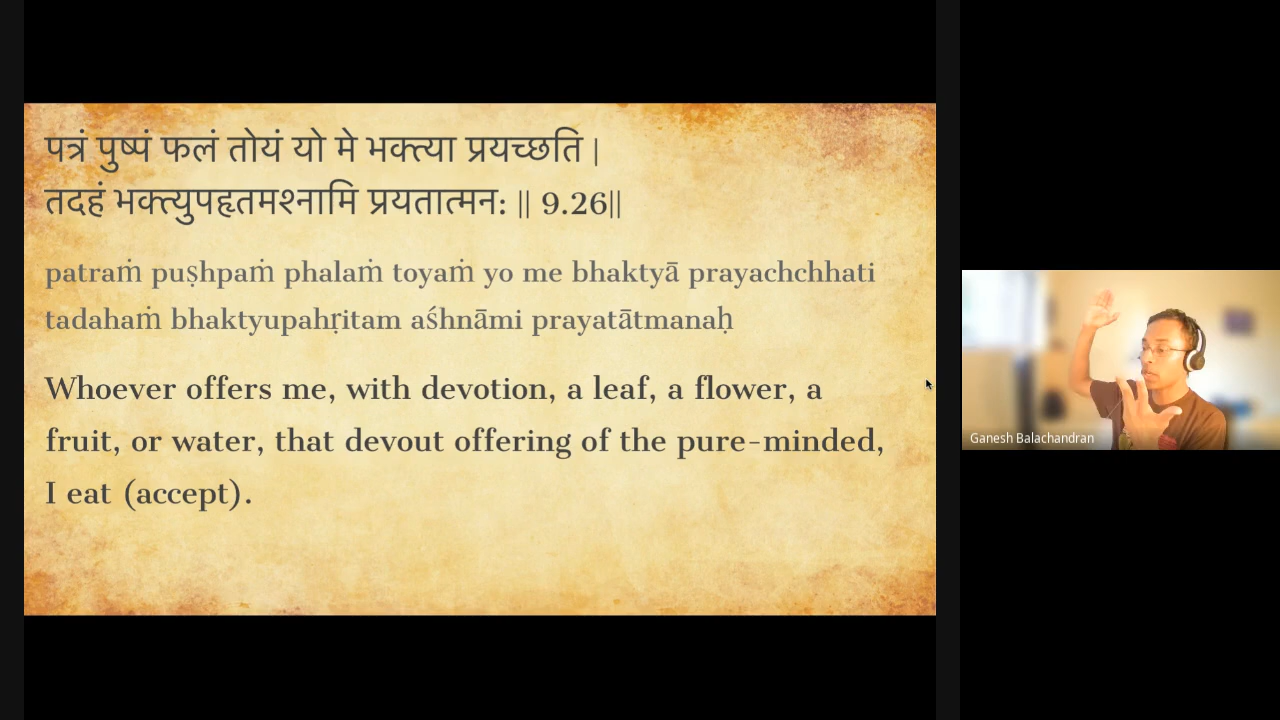 पत्रं पुष्पं फलं तोयं यो मे भक्त्या प्रयच्छति |
तदहं भक्त्युपहृतमश्नामि प्रयतात्मन: || 9.26||
patraṁ puṣhpaṁ phalaṁ toyaṁ yo me bhaktyā prayachchhati
tadahaṁ bhaktyupahṛitam aśhnāmi prayatātmanaḥ
Whoever offers me, with devotion, a leaf, a flower, a
fruit, or water, that devout offering of the pure-minded,
I eat (accept).
Ganesh Balachandran